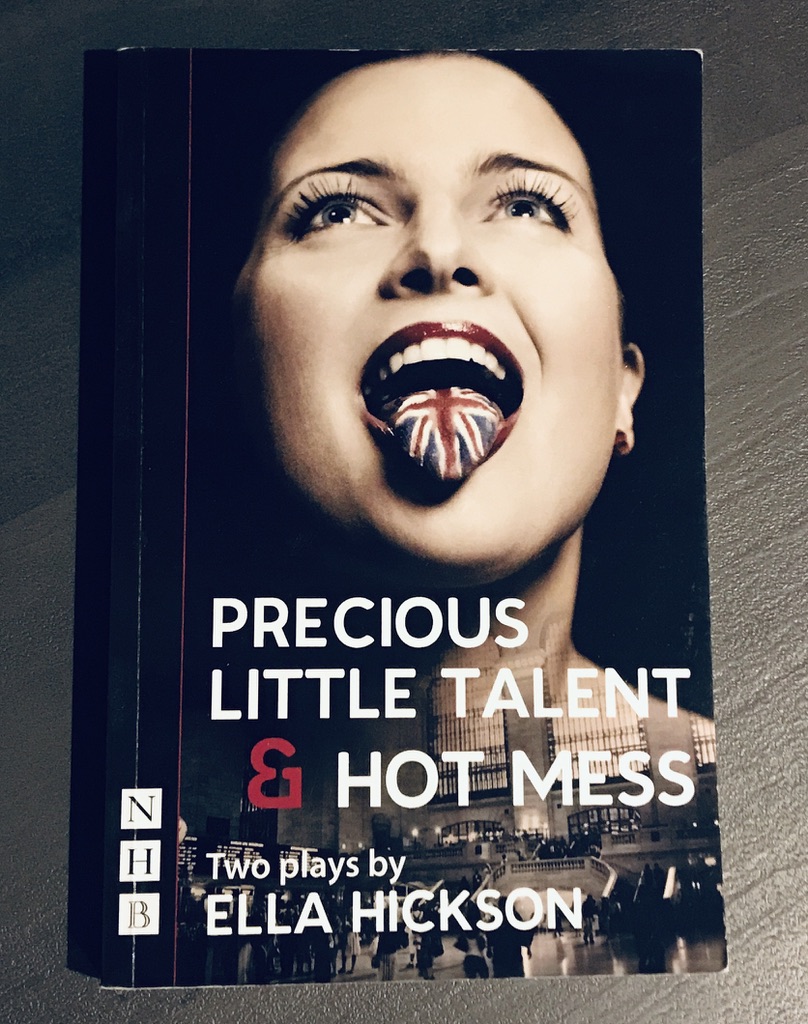 PRECIOUS
LITTLE TALENT
& HOT MESS
Two plays by
ELLA HICKSON
N
H
B